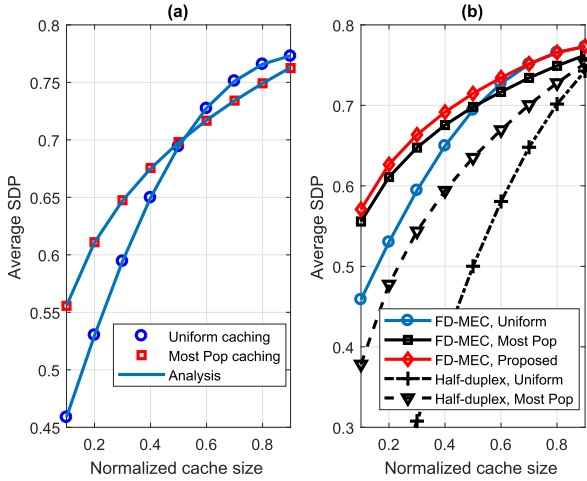 (a)
0.8
0.75
0.7
0.65
0.6
0.55
0.5
0.45
Average SDP
0.2 0.4 0.6 0.8
Normalized cache size
Uniform caching
Most Pop caching
Analysis
(b)
0.8
0.7
0.6
0.5
0.4
0.3
Average SDP
0.2 0.4 0.6 0.8
Normalized cache size
FD-MEC, Uniform
FD-MEC, Most Pop
FD-MEC, Proposed
Half-duplex, Uniform
Half-duplex, Most Pop